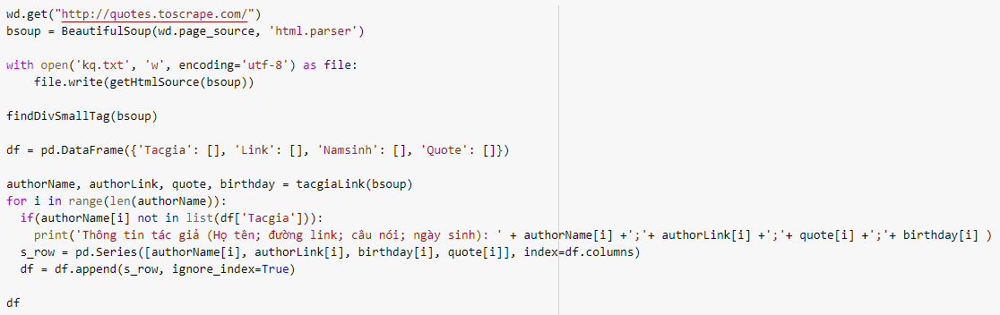 wd.get("http://quotes.toscrape.com/")
bsoup = BeautifulSoup(wd.page_source, 'html.parser')
with open('kq.txt', 'w', encoding='utf-8') as file:
    file.write(getHtmlSource(bsoup))
findDivSmallTag(bsoup)
df = pd.DataFrame({'Tacgia': [], 'Link': [], 'Namsinh': [], 'Quote': []})
authorName, authorLink, quote, birthday = tacgiaLink(bsoup)
for i in range(len(authorName)):
  if(authorName[i] not in list(df['Tacgia'])):
    print('Thông tin tác giả (Họ tên; đường link; câu nói; ngày sinh): ' + authorName[i] +';'+ authorLink[i] +';'+ quote[i] +';'+ birthday[i] )
  s_row = pd.Series([authorName[i], authorLink[i], birthday[i], quote[i]], index=df.columns)
  df = df.append(s_row, ignore_index=True)
df